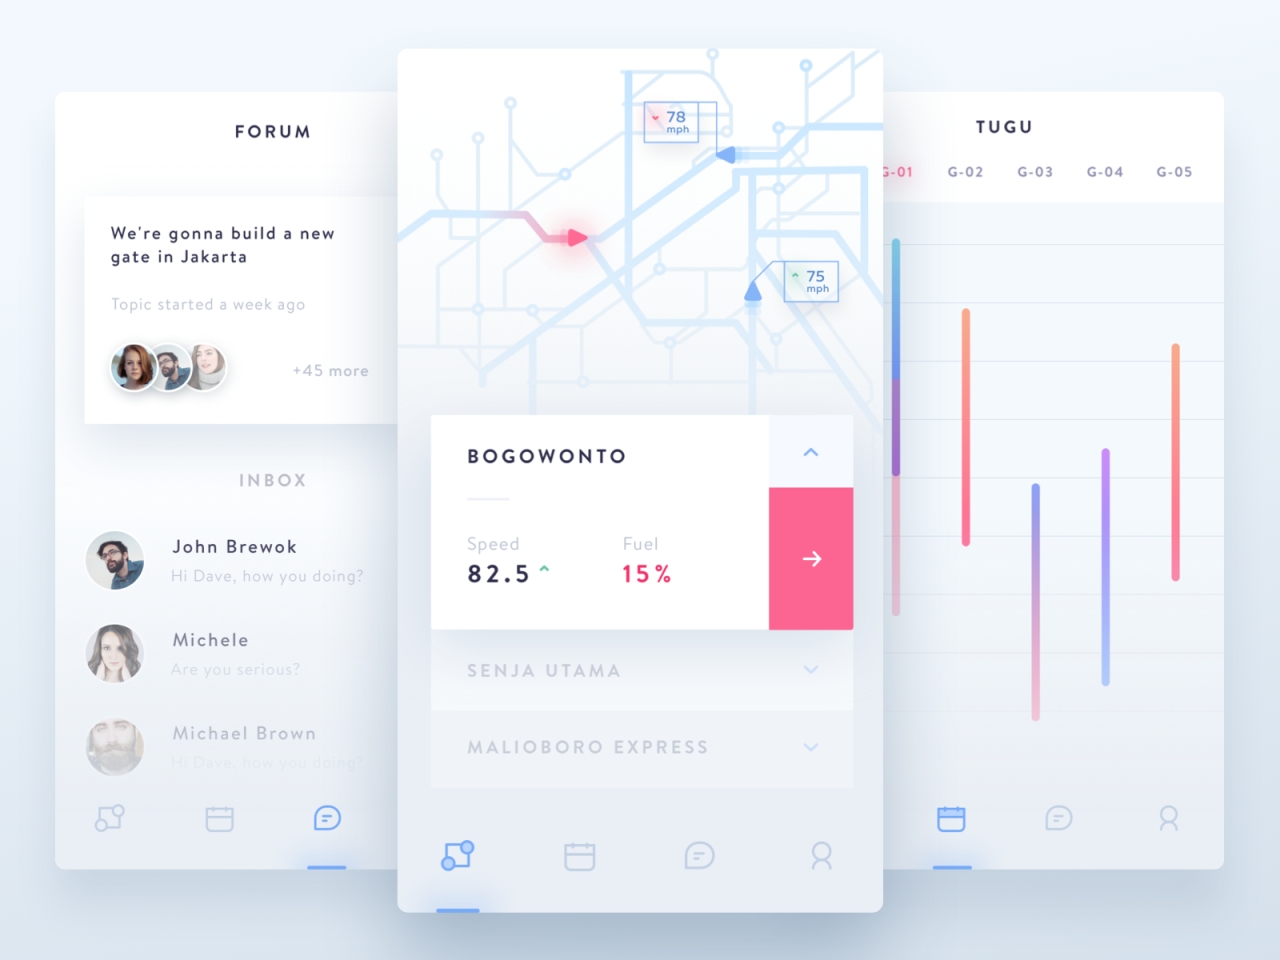 FORUM
We're gonna build a new
gate in Jakarta
Topic started a week ago
+45 more
INBOX
John Brewok
Hi Dave, how you doing?
Michele
Are you serious?
Michael Brown
Hi Dave, how you doing?
78
mph
75
mph
BOGOWONTO
Speed
Fuel
82.5
15%
SENJA UTAMA
MALIOBORO EXPRESS
TUGU
G-01 G-02 G-03 G-04 G-05